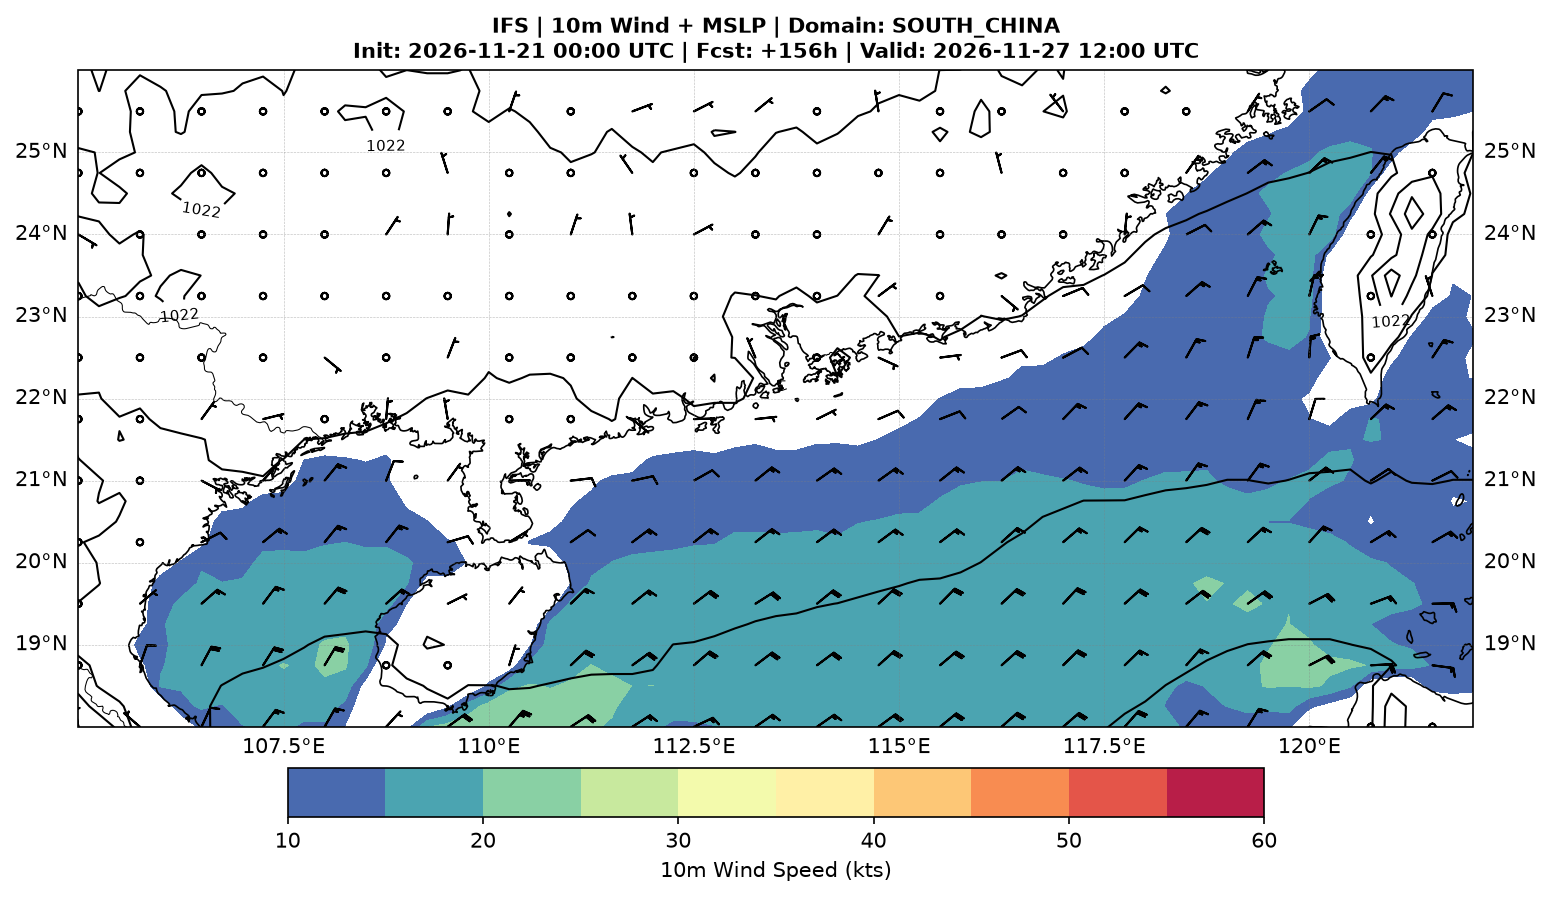 IFS | 10m Wind + MSLP | Domain: SOUTH_CHINA
Init: 2026-11-21 00:00 UTC | Fcst: +156h | Valid: 2026-11-27 12:00 UTC
1022
25°N 25°N
1022
24°N 24°N
1022 1022
23°N 23°N
22°N 22°N
21°N 21°N
20°N 20°N
19°N 19°N
107.5°E 110°E 112.5°E 115°E 117.5°E 120°E
10 20 30 40 50 60
10m Wind Speed (kts)